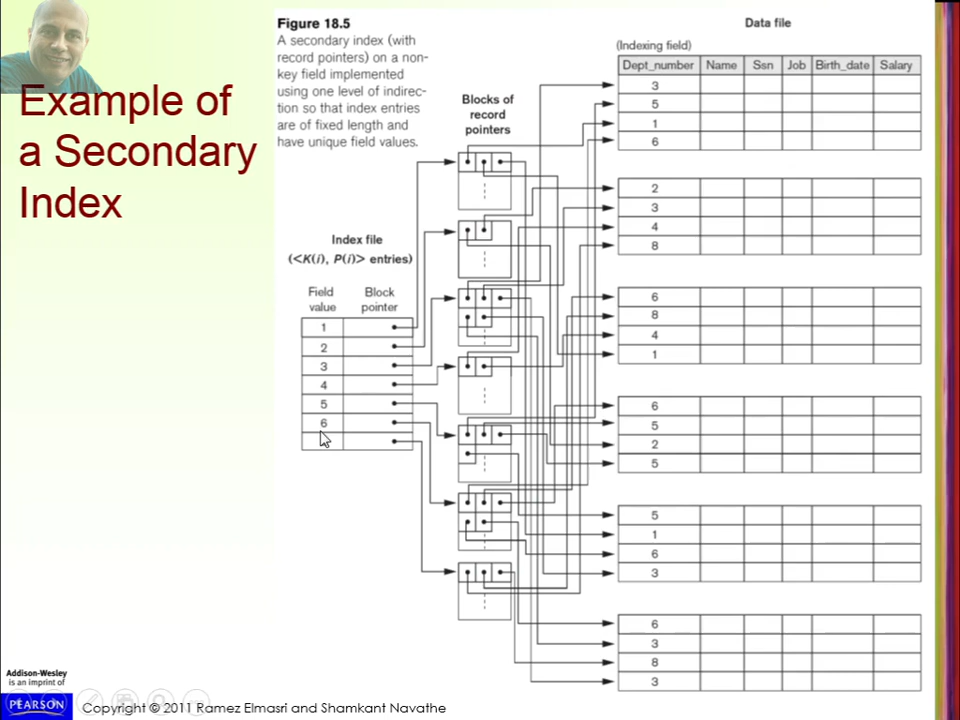 Example of
a Secondary
Index
Figure 18.5
A secondary index (with
record pointers) on a non-
key field implemented
using one level of indirec-
tion so that index entries
are of fixed length and
have unique field values.
Index file
(<K(i), P(i)> entries)
Field
value
Block
pointer
1
2
3
4
5
6
Blocks of
record
pointers
Data file
(Indexing field)
Dept_number Name Ssn Job Birth_date Salary
3
5
1
6
2
3
4
8
6
8
4
1
6
5
2
5
5
1
6
3
6
3
8
3
Addison-Wesley
is an imprint of
PEARSON
Copyright © 2011 Ramez Elmasri and Shamkant Navathe